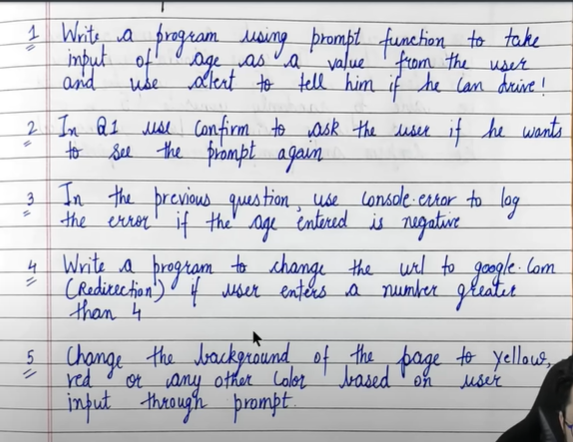 1 Write a program using prompt function to take
input of age as a value from the user
and use alert to tell him if he can drive!
2 In Q1 use confirm to ask the user if he wants
to see the prompt again
3 In the previous question, use console.error to log
the error if the age entered is negative
4 Write a program to change the url to google.com
(Redirection) if user enters a number greater
than 4
5 Change the background of the page to yellow,
red or any other color based on user
input through prompt.